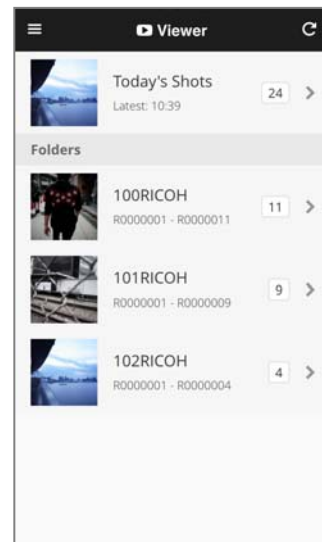 Viewer
Today's Shots
24
Latest: 10:39
Folders
100RICOH
11
R0000001 - R0000011
101RICOH
9
R0000001 - R0000009
102RICOH
4
R0000001 - R0000004